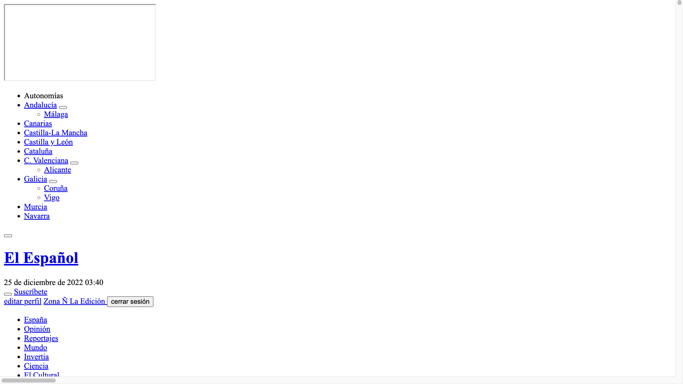 Autonomías
Andalucía
Málaga
Canarias
Castilla-La Mancha
Castilla y León
Cataluña
C. Valenciana
Alicante
Galicia
Coruña
Vigo
Murcia
Navarra
El Español
25 de diciembre de 2022 03:40
Suscríbete
editar perfil Zona Ñ La Edición cerrar sesión
España
Opinión
Reportajes
Mundo
Invertia
Ciencia
El Cultural